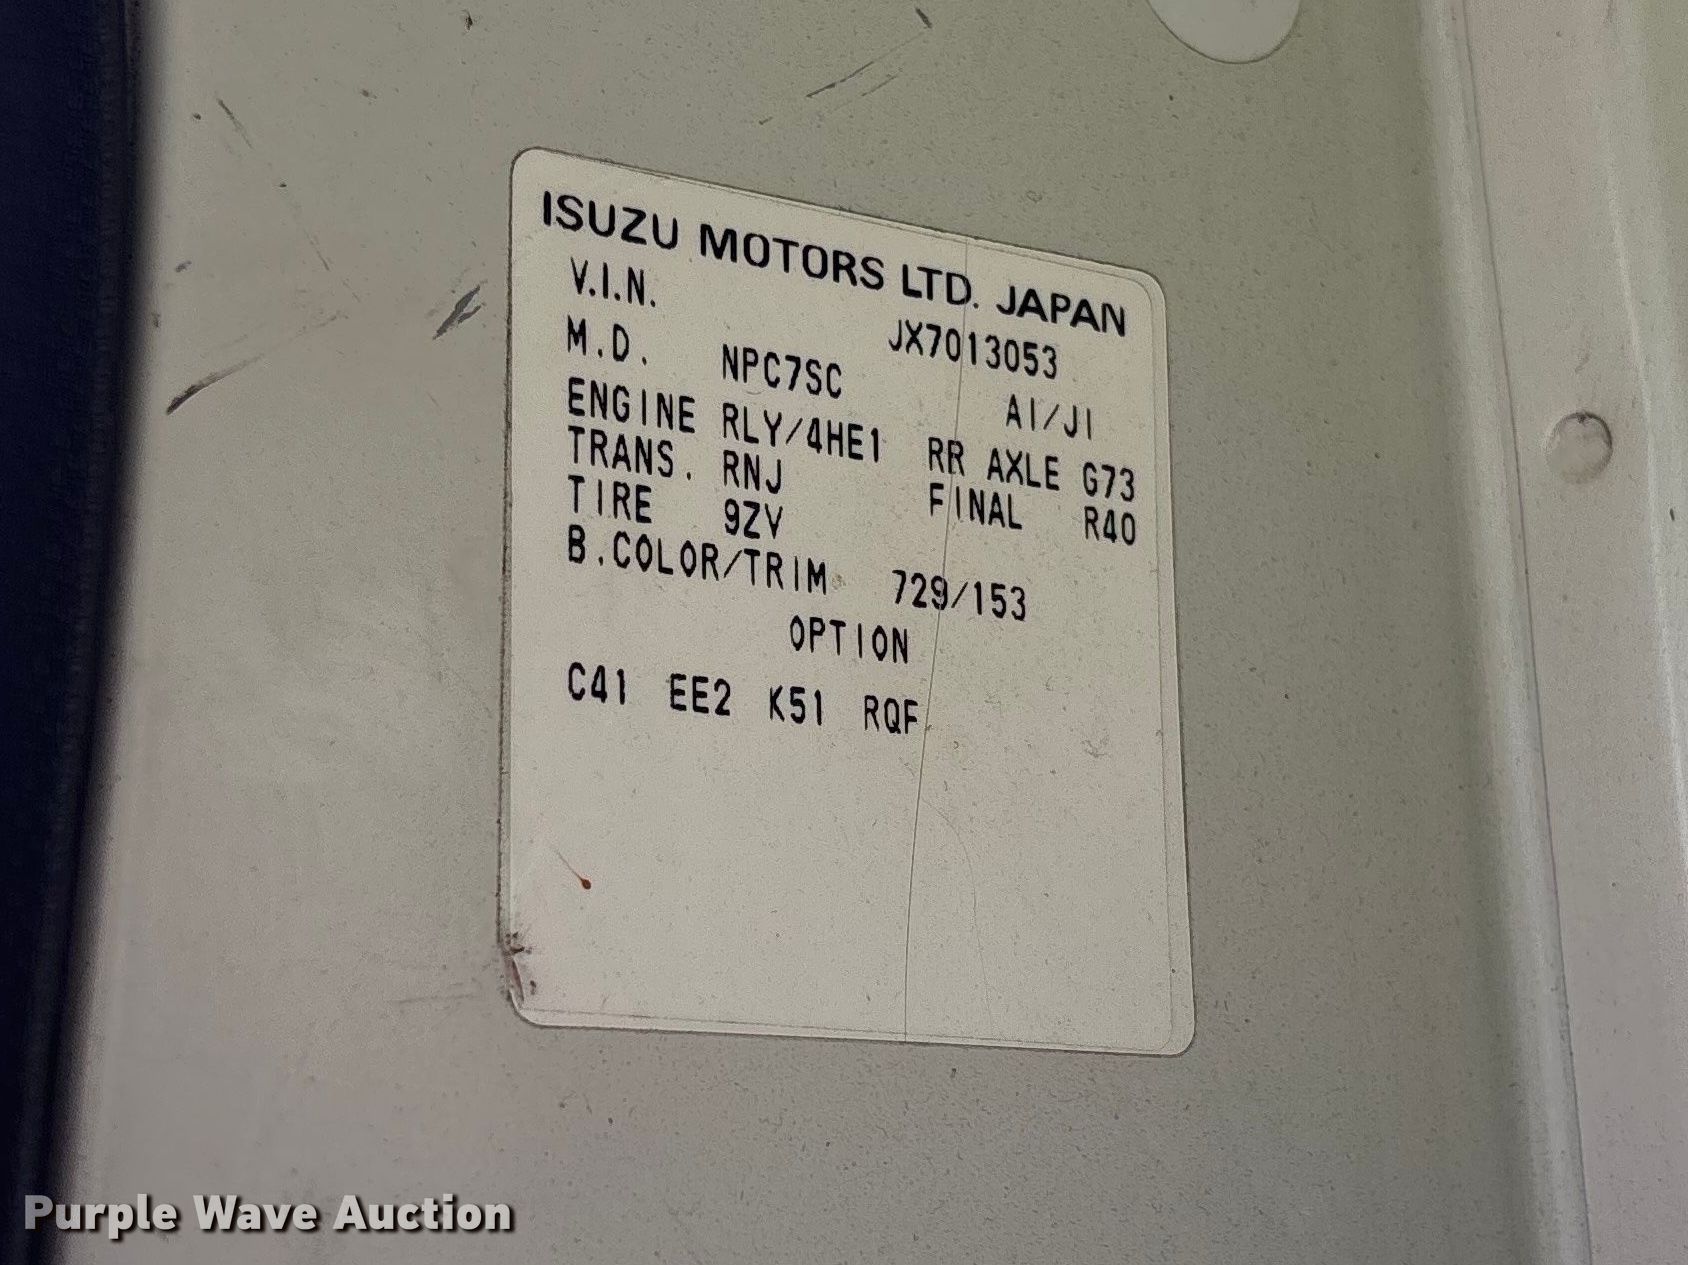 ISUZU MOTORS LTD. JAPAN
V.I.N. JX7013053
M.D. NPC7SC AI/JI
ENGINE RLY/4HE1 RR AXLE G73
TRANS. RNJ FINAL R40
TIRE 9ZV
B.COLOR/TRIM 729/153
OPTION
C41 EE2 K51 RQF
Purple Wave Auction